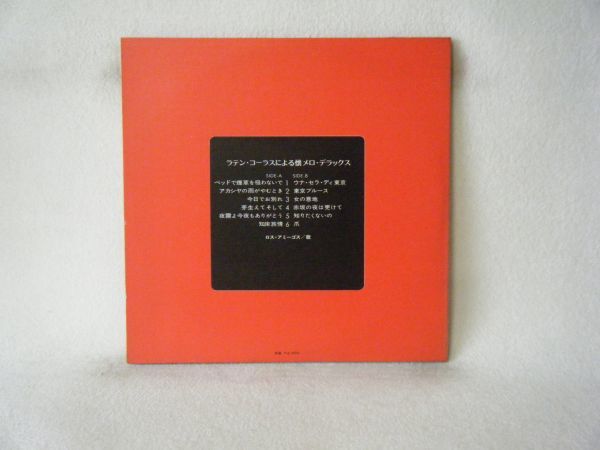 ラテン・コーラスによる懐メロ・デラックス
SIDE-A SIDE-B
ベッドで煙草を吸わないで 1 ウナ・セラ・ディ東京
アカシヤの雨がやむとき 2 東京ブルース
今日でお別れ 3 女の意地
芽生えてそして 4 赤坂の夜は更けて
夜霧よ今夜もありがとう 5 知りたくないの
知床旅情 6 爪
ロス・アミーゴス/歌